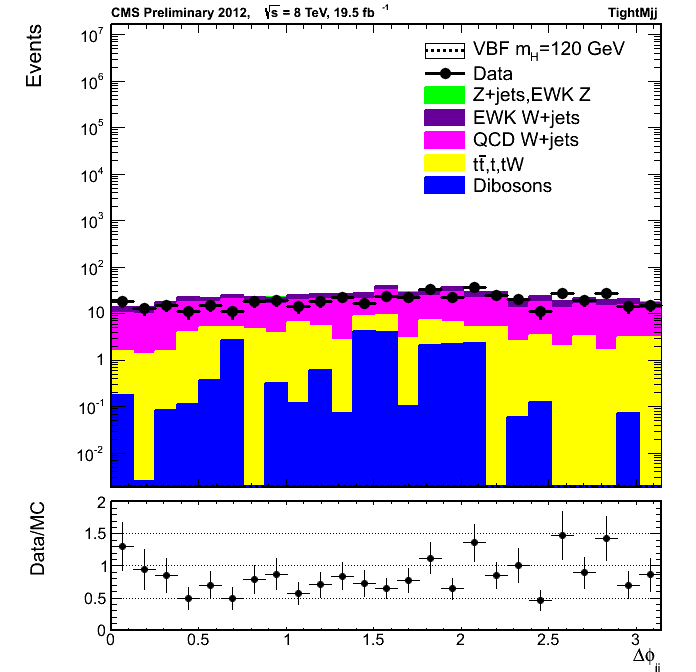 CMS Preliminary 2012, √s = 8 TeV, 19.5 fb⁻¹ TightMjj
Events
10⁷
10⁶
10⁵
10⁴
10³
10²
10
1
10⁻¹
10⁻²
VBF m_H=120 GeV
Data
Z+jets,EWK Z
EWK W+jets
QCD W+jets
tt̄,t,tW
Dibosons
Data/MC
2
1.5
1
0.5
0
0 0.5 1 1.5 2 2.5 3
Δϕ_jj